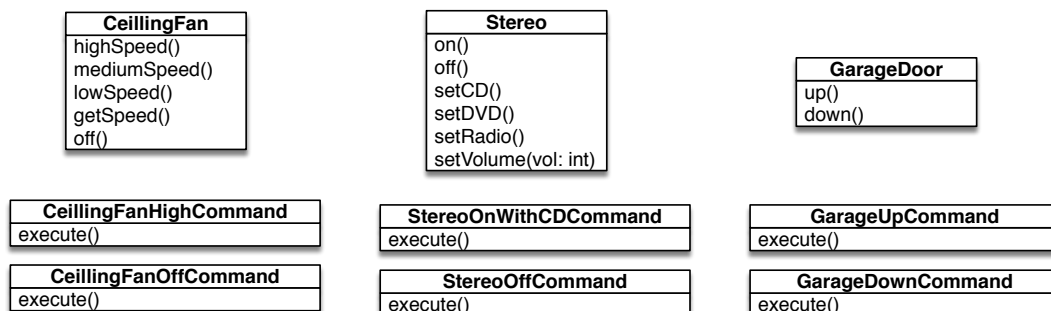 CeillingFan
highSpeed()
mediumSpeed()
lowSpeed()
getSpeed()
off()
Stereo
on()
off()
setCD()
setDVD()
setRadio()
setVolume(vol: int)
GarageDoor
up()
down()
CeillingFanHighCommand
execute()
StereoOnWithCDCommand
execute()
GarageUpCommand
execute()
CeillingFanOffCommand
execute()
StereoOffCommand
execute()
GarageDownCommand
execute()